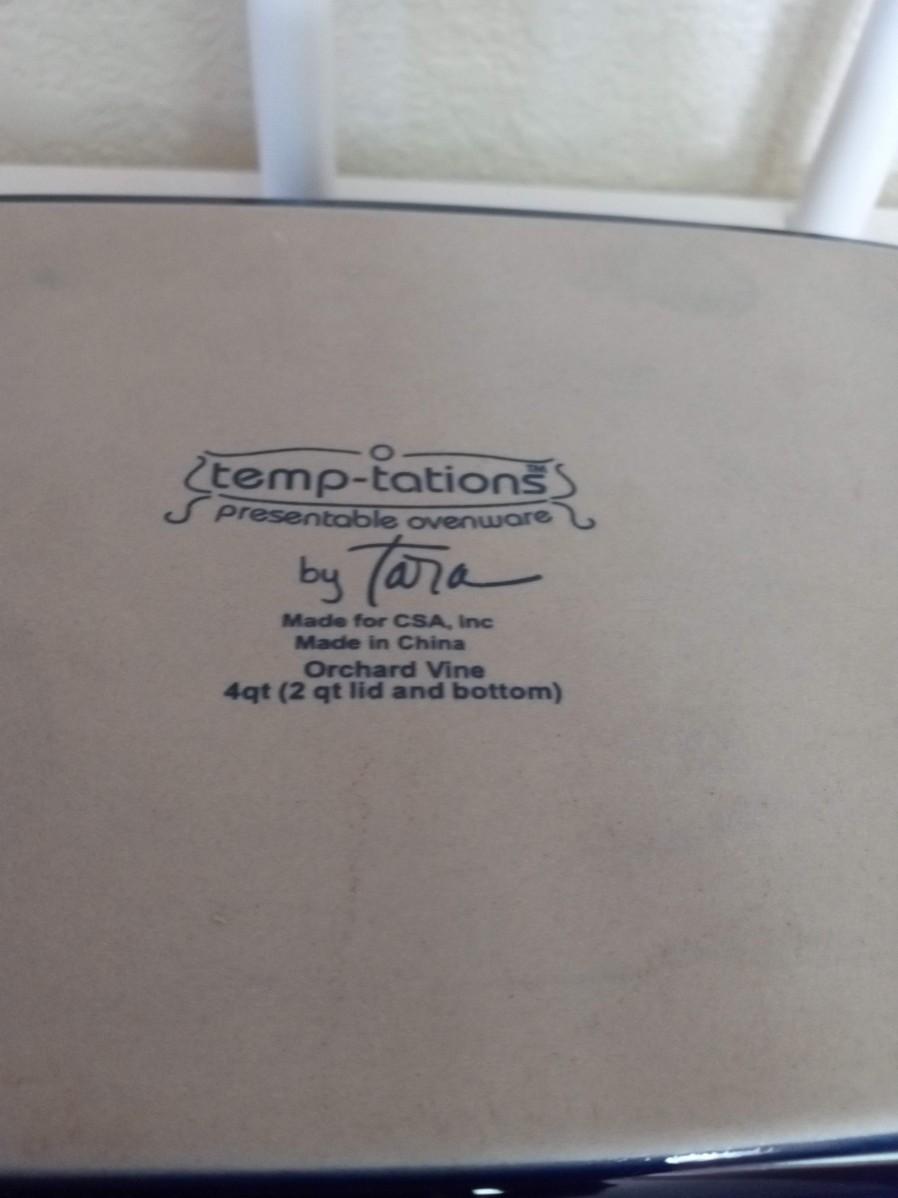 temp-tations™
presentable ovenware
by Tara
Made for CSA, Inc
Made in China
Orchard Vine
4qt (2 qt lid and bottom)